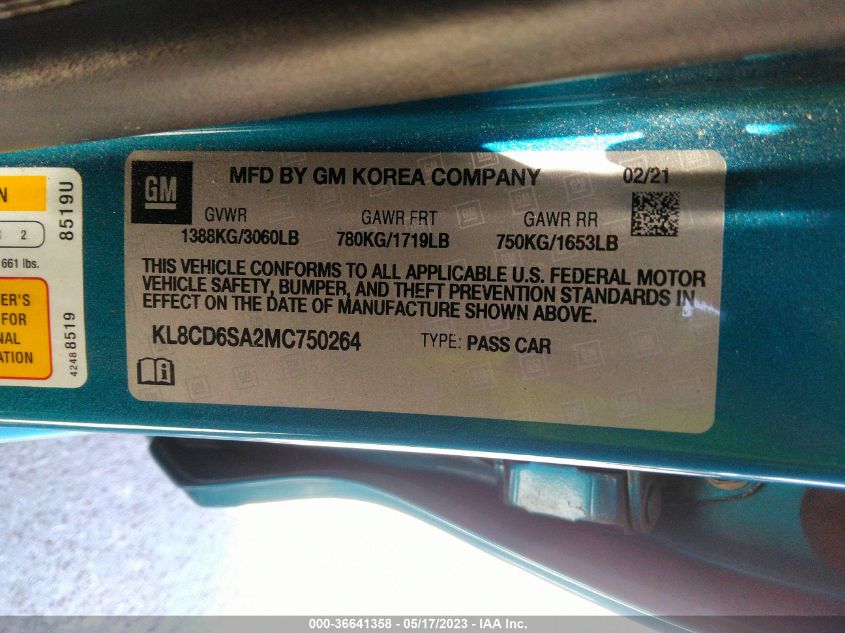 GM
MFD BY GM KOREA COMPANY 02/21
GVWR GAWR FRT GAWR RR
1388KG/3060LB 780KG/1719LB 750KG/1653LB
THIS VEHICLE CONFORMS TO ALL APPLICABLE U.S. FEDERAL MOTOR
VEHICLE SAFETY, BUMPER, AND THEFT PREVENTION STANDARDS IN
EFFECT ON THE DATE OF MANUFACTURE SHOWN ABOVE.
KL8CD6SA2MC750264 TYPE: PASS CAR
N
2
661 lbs.
ER'S
FOR
NAL
ATION
8519U
4248 8519
000-36641358 - 05/17/2023 - IAA Inc.